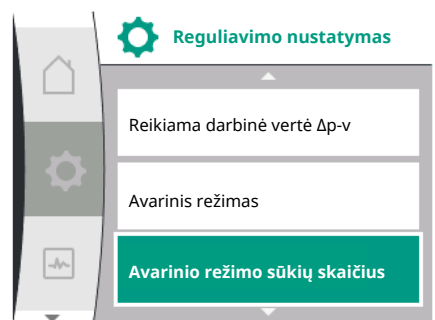 Reguliavimo nustatymas
Reikiama darbinė vertė Δp-v
Avarinis režimas
Avarinio režimo sūkių skaičius